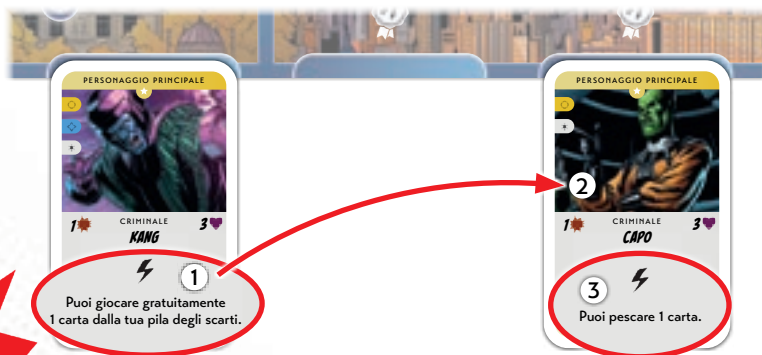 PERSONAGGIO PRINCIPALE
1 CRIMINALE 3
KANG
1
Puoi giocare gratuitamente
1 carta dalla tua pila degli scarti.
PERSONAGGIO PRINCIPALE
2
1 CRIMINALE 3
CAPO
3
Puoi pescare 1 carta.